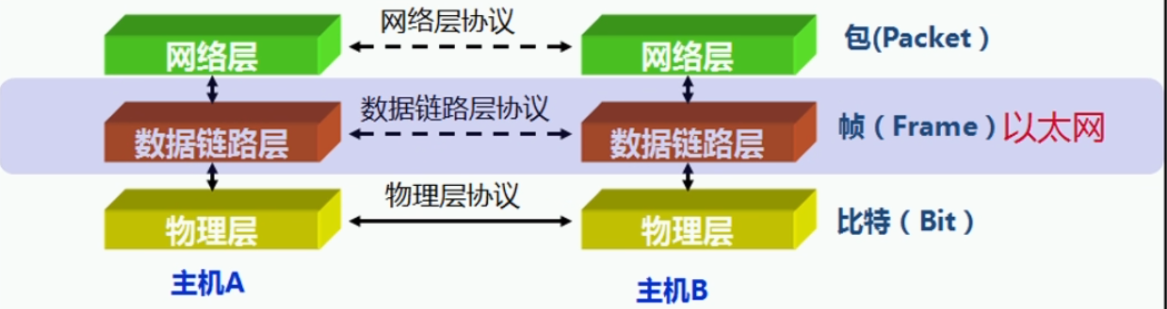 网络层协议
网络层 网络层 包(Packet）
数据链路层协议
数据链路层 数据链路层 帧（Frame）以太网
物理层协议
物理层 物理层 比特（Bit）
主机A 主机B